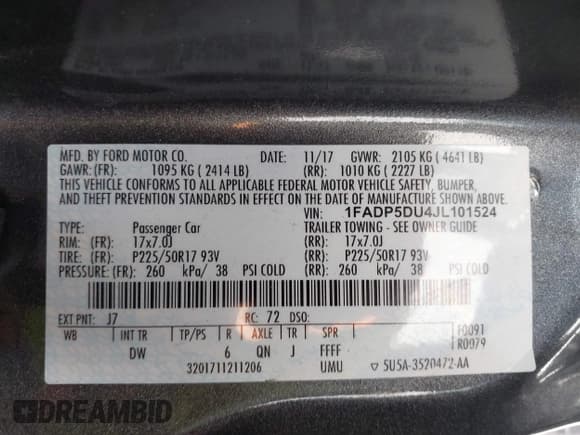 MFD. BY FORD MOTOR CO. DATE: 11/17 GVWR: 2105 KG ( 4641 LB)
GAWR: (FR): 1095 KG ( 2414 LB) (RR): 1010 KG ( 2227 LB)
THIS VEHICLE CONFORMS TO ALL APPLICABLE FEDERAL MOTOR VEHICLE SAFETY, BUMPER,
AND THEFT PREVENTION STANDARDS IN EFFECT ON THE DATE OF MANUFACTURE SHOWN ABOVE
VIN: 1FADP5DU4JL101524
TYPE: Passenger Car TRAILER TOWING - SEE OWNER GUIDE
RIM: (FR): 17x7.0J (RR): 17x7.0J
TIRE: (FR): P225/50R17 93V (RR): P225/50R17 93V
PRESSURE: (FR): 260 kPa/ 38 PSI COLD (RR): 260 kPa/ 38 PSI COLD
EXT PNT: J7 RC: 72 DSO:
WB INT TR TP/PS R AXLE TR SPR F0091
R0079
DW 6 QN J FFFF
3201711211206 UMU ▽ 5U5A-3520472-AA
DREAMBID